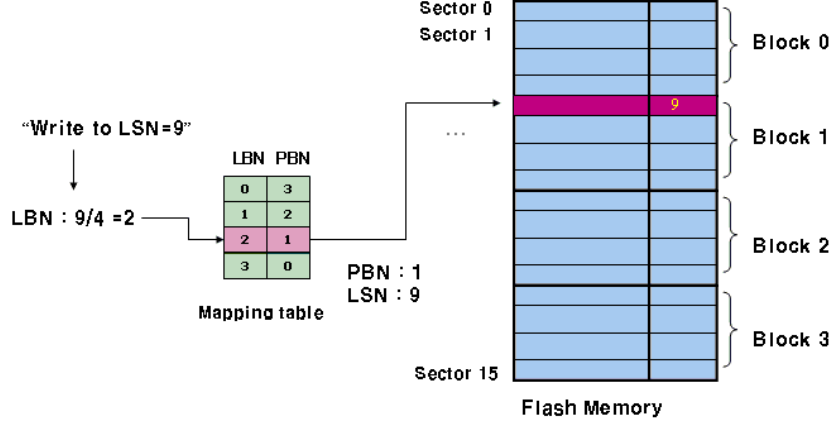 Sector 0
Sector 1
Block 0
9
"Write to LSN=9"
...
Block 1
LBN PBN
0 3
1 2
LBN : 9/4 =2
2 1
3 0
Block 2
PBN : 1
LSN : 9
Mapping table
Block 3
Sector 15
Flash Memory